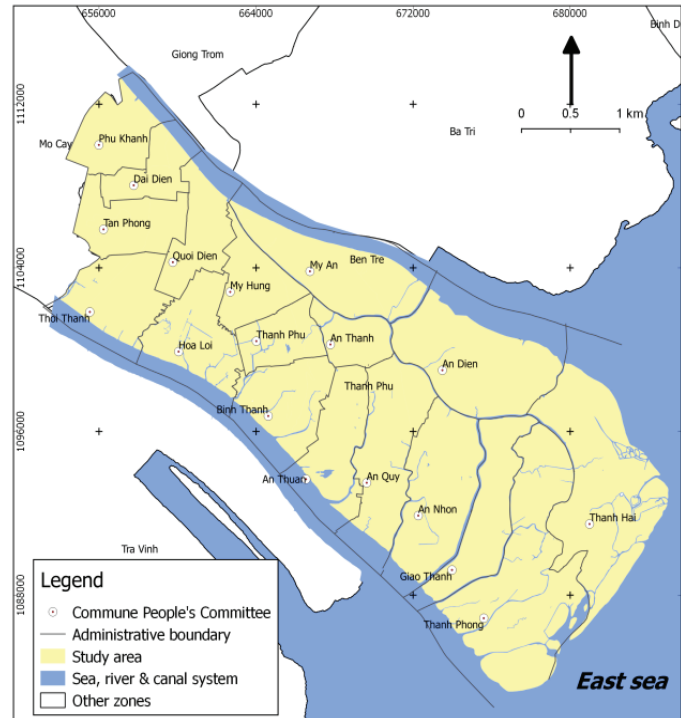 656000
664000
672000
680000
Binh D
Giong Trom
1112000
Ba Tri
0 0.5 1 km
Mo Cay
Phu Khanh
Dai Dien
Tan Phong
Quoi Dien
My An
Ben Tre
1104000
My Hung
Thoi Thanh
Hoa Loi
Thanh Phu
An Thanh
An Dien
Thanh Phu
Binh Thanh
1096000
An Thuan
An Quy
An Nhon
Thanh Hai
Tra Vinh
Giao Thanh
1088000
Thanh Phong
Legend
Commune People's Committee
Administrative boundary
Study area
Sea, river & canal system
Other zones
East sea